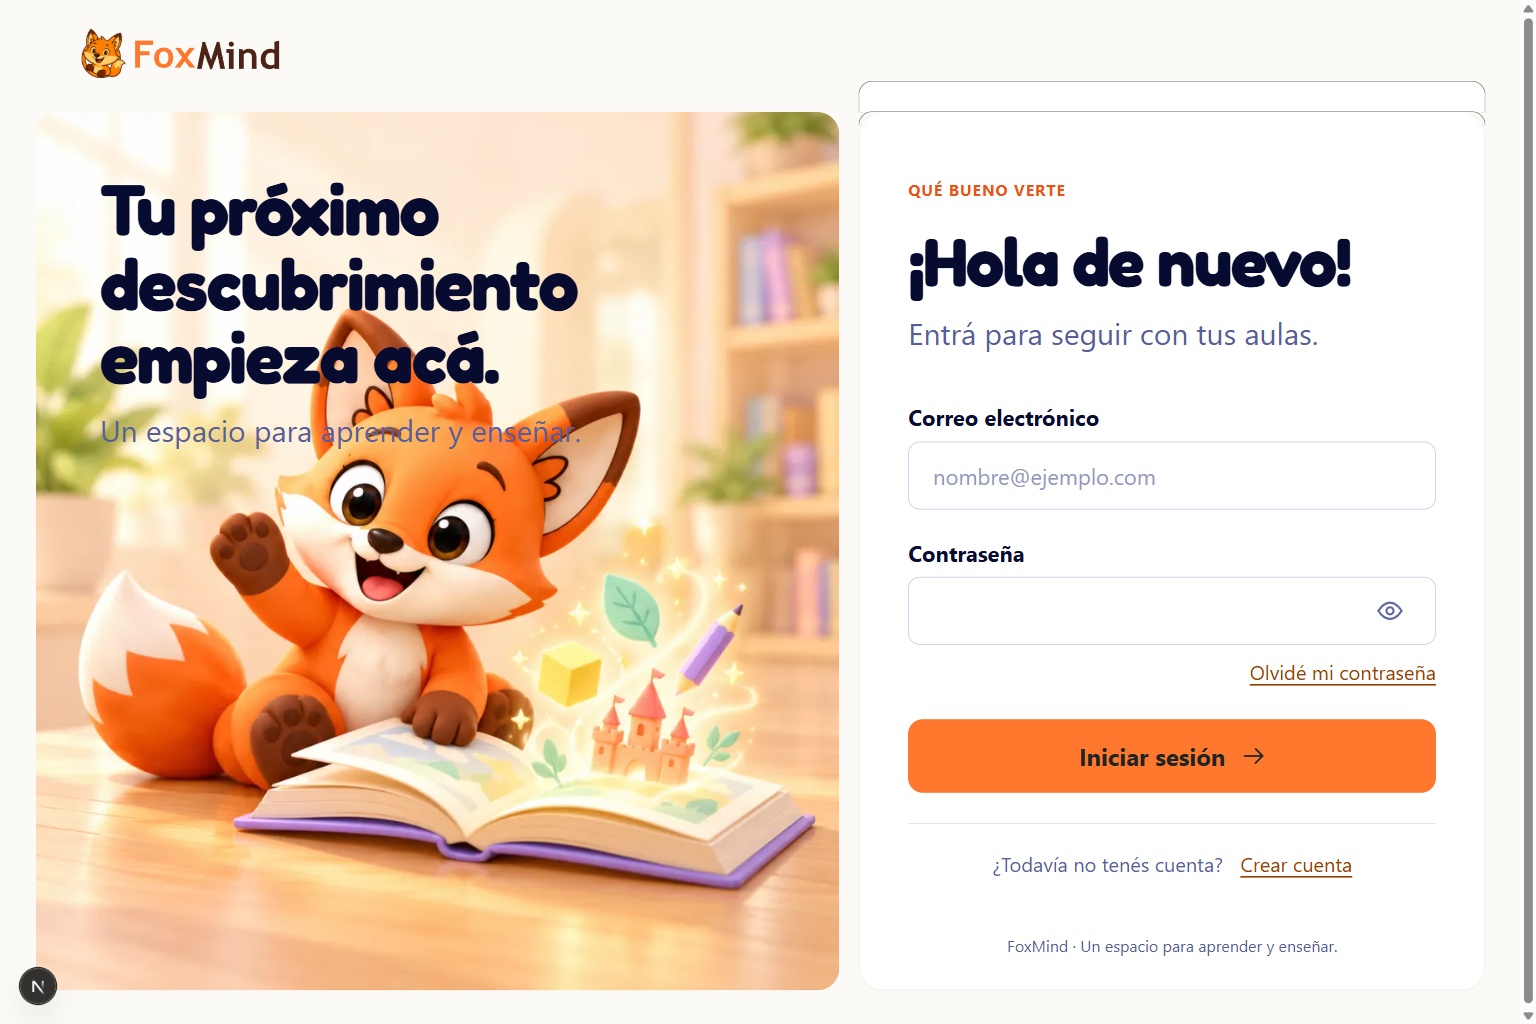 FoxMind
Tu próximo
descubrimiento
empieza acá.
Un espacio para aprender y enseñar.
QUÉ BUENO VERTE
¡Hola de nuevo!
Entrá para seguir con tus aulas.
Correo electrónico
nombre@ejemplo.com
Contraseña
Olvidé mi contraseña
Iniciar sesión →
¿Todavía no tenés cuenta? Crear cuenta
FoxMind · Un espacio para aprender y enseñar.
N